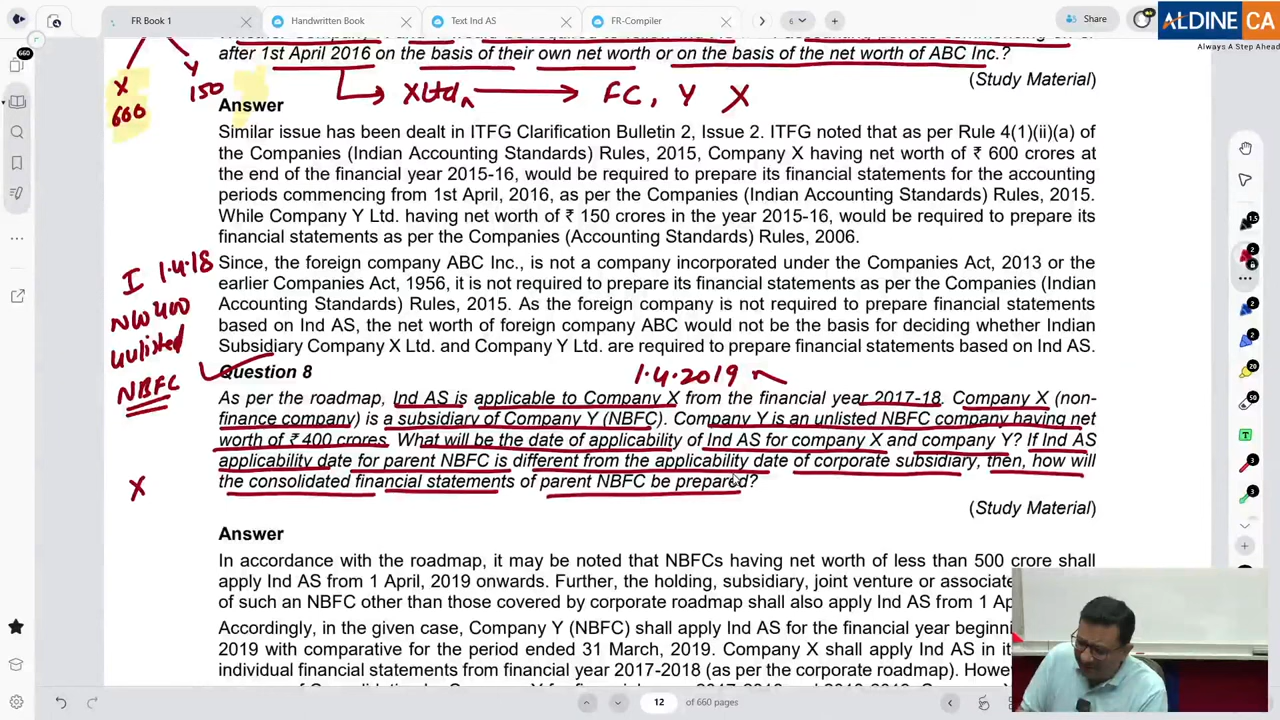 FR Book 1
Handwritten Book
Text Ind AS
FR-Compiler
6
Share
ALDINE CA
Always A Step Ahead
660
after 1st April 2016 on the basis of their own net worth or on the basis of the net worth of ABC Inc.?
(Study Material)
X Y
660 150
X Ltd. FC, Y X
Answer
Similar issue has been dealt in ITFG Clarification Bulletin 2, Issue 2. ITFG noted that as per Rule 4(1)(ii)(a) of
the Companies (Indian Accounting Standards) Rules, 2015, Company X having net worth of ₹ 600 crores at
the end of the financial year 2015-16, would be required to prepare its financial statements for the accounting
periods commencing from 1st April, 2016, as per the Companies (Indian Accounting Standards) Rules, 2015.
While Company Y Ltd. having net worth of ₹ 150 crores in the year 2015-16, would be required to prepare its
financial statements as per the Companies (Accounting Standards) Rules, 2006.
Since, the foreign company ABC Inc., is not a company incorporated under the Companies Act, 2013 or the
earlier Companies Act, 1956, it is not required to prepare its financial statements as per the Companies (Indian
Accounting Standards) Rules, 2015. As the foreign company is not required to prepare financial statements
based on Ind AS, the net worth of foreign company ABC would not be the basis for deciding whether Indian
Subsidiary Company X Ltd. and Company Y Ltd. are required to prepare financial statements based on Ind AS.
I 1.4.18
NW 400
unlisted
NBFC
Question 8
1.4.2019
As per the roadmap, Ind AS is applicable to Company X from the financial year 2017-18. Company X (non-
finance company) is a subsidiary of Company Y (NBFC). Company Y is an unlisted NBFC company having net
worth of ₹ 400 crores. What will be the date of applicability of Ind AS for company X and company Y? If Ind AS
applicability date for parent NBFC is different from the applicability date of corporate subsidiary, then, how will
the consolidated financial statements of parent NBFC be prepared?
X
(Study Material)
Answer
In accordance with the roadmap, it may be noted that NBFCs having net worth of less than 500 crore shall
apply Ind AS from 1 April, 2019 onwards. Further, the holding, subsidiary, joint venture or associate
of such an NBFC other than those covered by corporate roadmap shall also apply Ind AS from 1
Accordingly, in the given case, Company Y (NBFC) shall apply Ind AS for the financial year
2019 with comparative for the period ended 31 March, 2019. Company X shall apply Ind AS in
individual financial statements from financial year 2017-2018 (as per the corporate roadmap).
12 of 660 pages